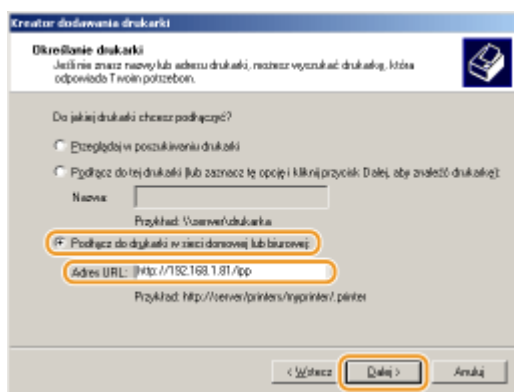 Kreator dodawania drukarki
Określanie drukarki
Jeśli nie znasz nazwy lub adresu drukarki, możesz wyszukać drukarkę, która
odpowiada Twoim potrzebom.
Do jakiej drukarki chcesz podłączyć?
Przeglądaj w poszukiwaniu drukarki
Podłącz do tej drukarki (lub zaznacz tę opcję i kliknij przycisk Dalej, aby znaleźć drukarkę):
Nazwa:
Przykład: \\serwer\drukarka
Podłącz do drukarki w sieci domowej lub biurowej:
Adres URL: http://192.168.1.81/ipp
Przykład: http://server/printers/myprinter/.printer
< Wstecz Dalej > Anuluj